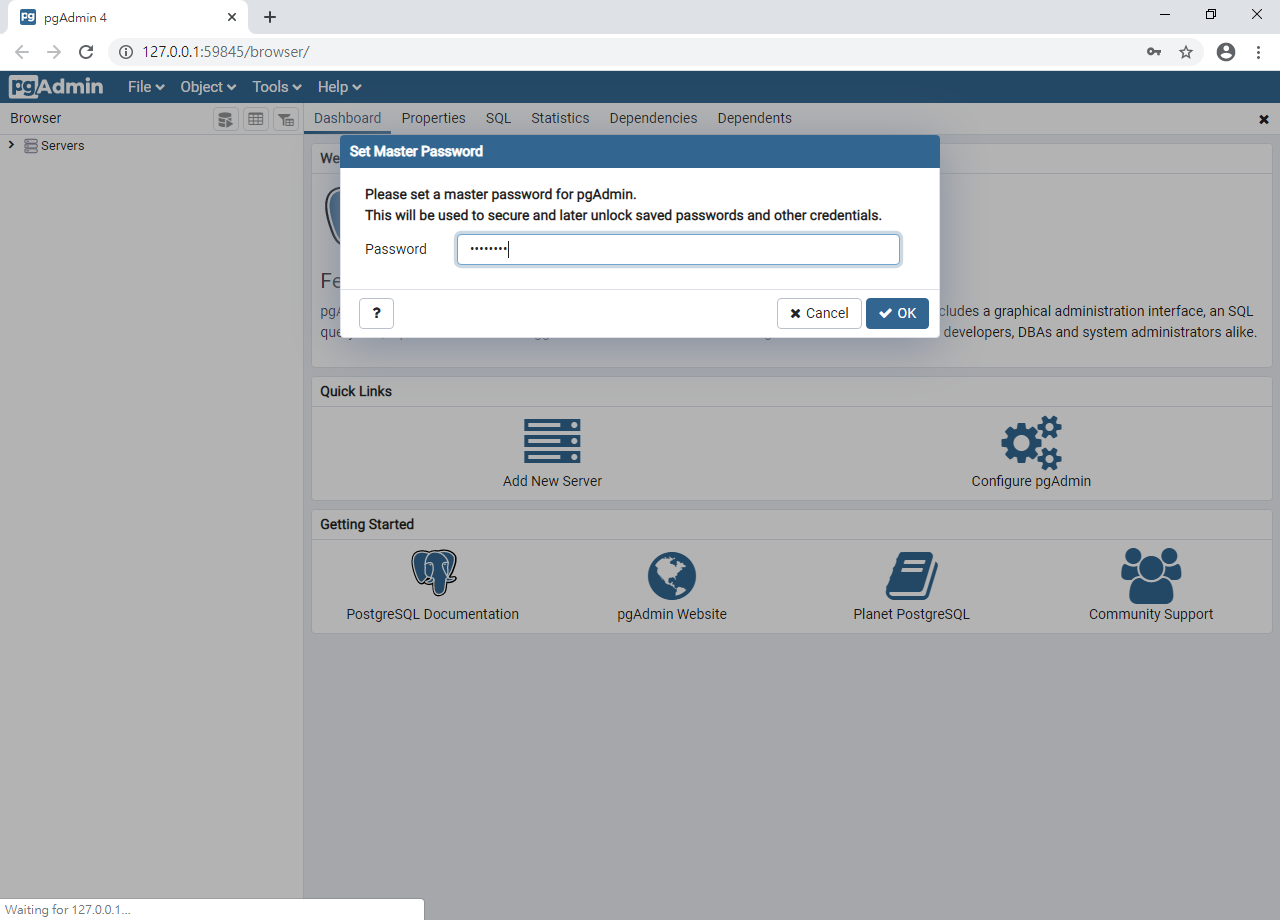 pgAdmin 4
127.0.0.1:59845/browser/
pgAdmin File Object Tools Help
Browser Dashboard Properties SQL Statistics Dependencies Dependents
Servers
We
Set Master Password
Please set a master password for pgAdmin.
This will be used to secure and later unlock saved passwords and other credentials.
Password ••••••••
Fe
? Cancel OK
pgA cludes a graphical administration interface, an SQL
developers, DBAs and system administrators alike.
Quick Links
Add New Server Configure pgAdmin
Getting Started
PostgreSQL Documentation pgAdmin Website Planet PostgreSQL Community Support
Waiting for 127.0.0.1...